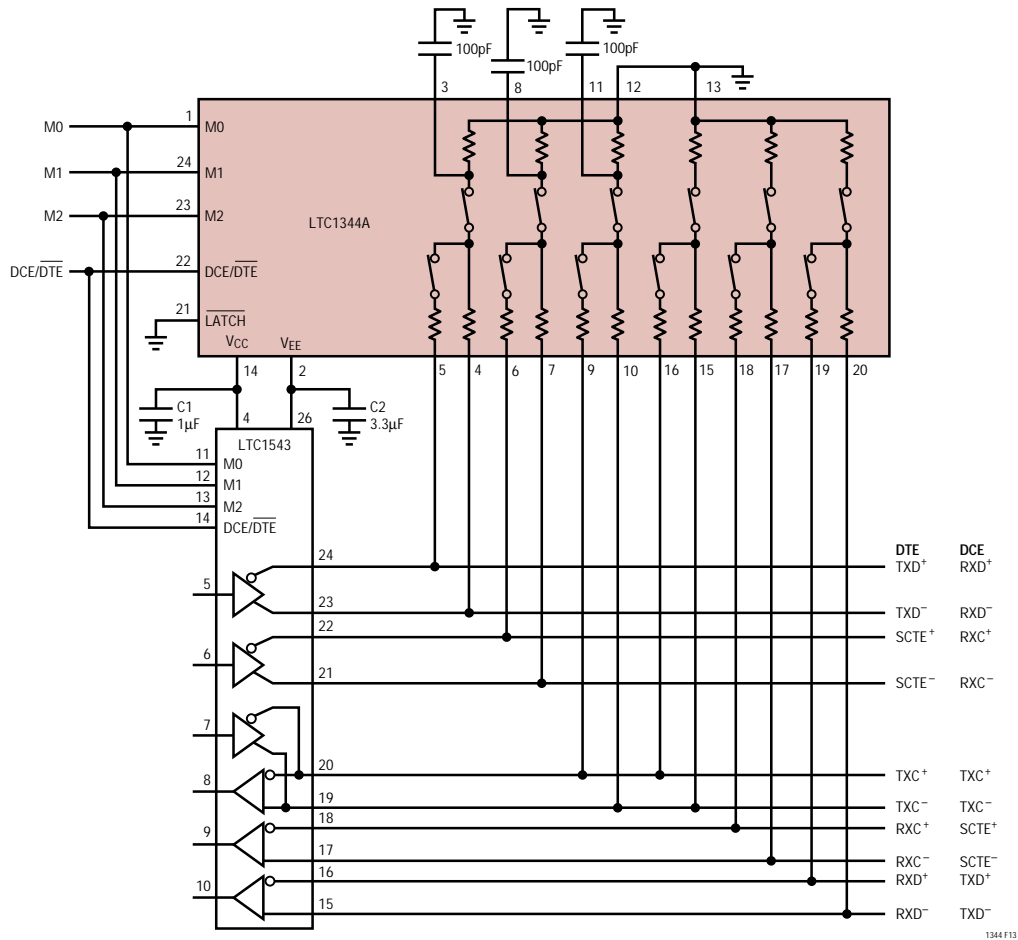 100pF
100pF
100pF
3
8
11
12
13
M0
1
M0
M1
24
M1
M2
23
M2
LTC1344A
DCE/DTE
22
DCE/DTE
21
LATCH
VCC
VEE
14
2
5
4
6
7
9
10
16
15
18
17
19
20
C1
1µF
4
26
C2
3.3µF
LTC1543
11
M0
12
M1
13
M2
14
DCE/DTE
DTE
DCE
24
TXD+
RXD+
5
23
TXD−
RXD−
22
SCTE+
RXC+
6
21
SCTE−
RXC−
7
20
TXC+
TXC+
8
19
TXC−
TXC−
18
RXC+
SCTE+
9
17
RXC−
SCTE−
16
RXD+
TXD+
10
15
RXD−
TXD−
1344 F13